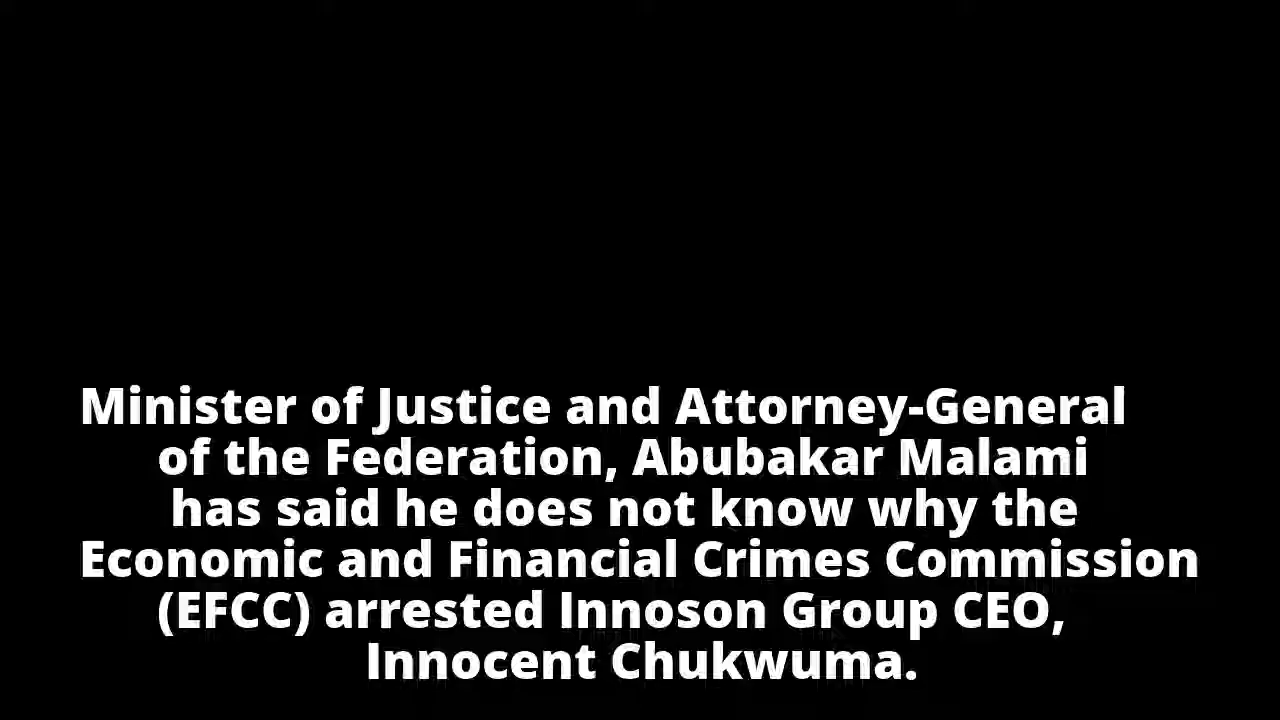 Minister of Justice and Attorney-General
of the Federation, Abubakar Malami
has said he does not know why the
Economic and Financial Crimes Commission
(EFCC) arrested Innoson Group CEO,
Innocent Chukwuma.